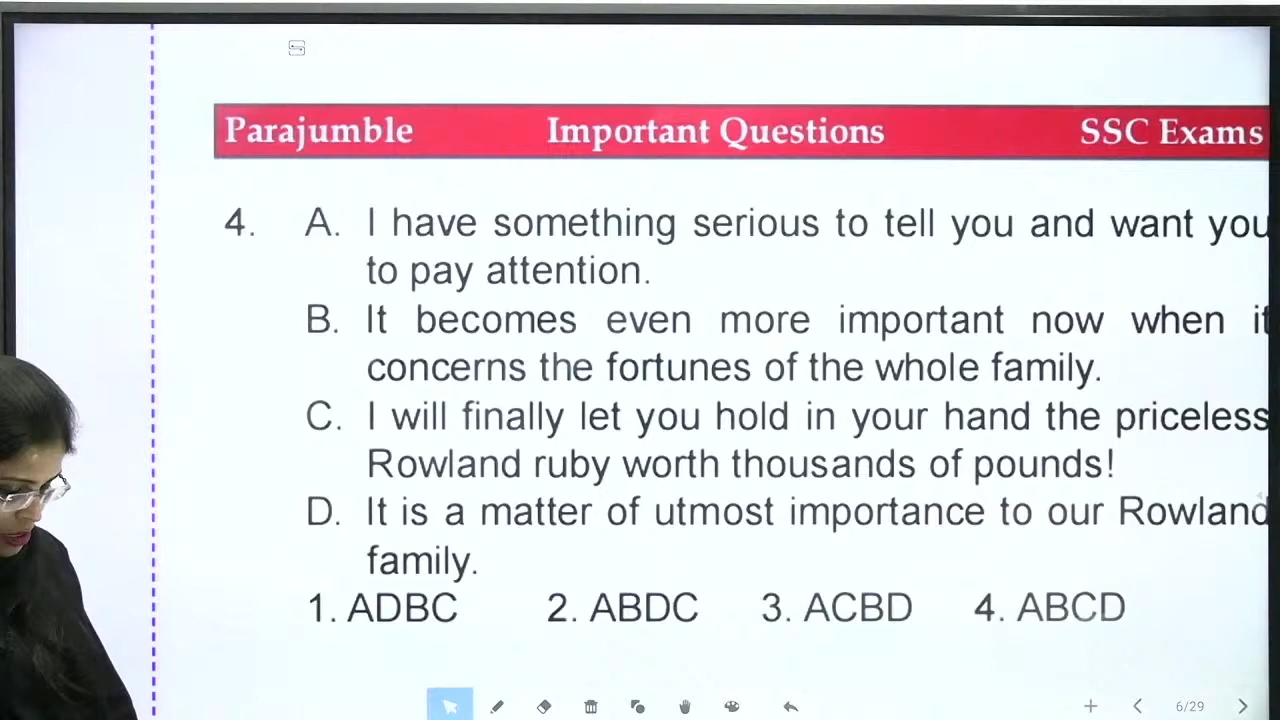 Parajumble Important Questions SSC Exams
4. A. I have something serious to tell you and want you
to pay attention.
B. It becomes even more important now when it
concerns the fortunes of the whole family.
C. I will finally let you hold in your hand the priceless
Rowland ruby worth thousands of pounds!
D. It is a matter of utmost importance to our Rowland
family.
1. ADBC 2. ABDC 3. ACBD 4. ABCD
6/29